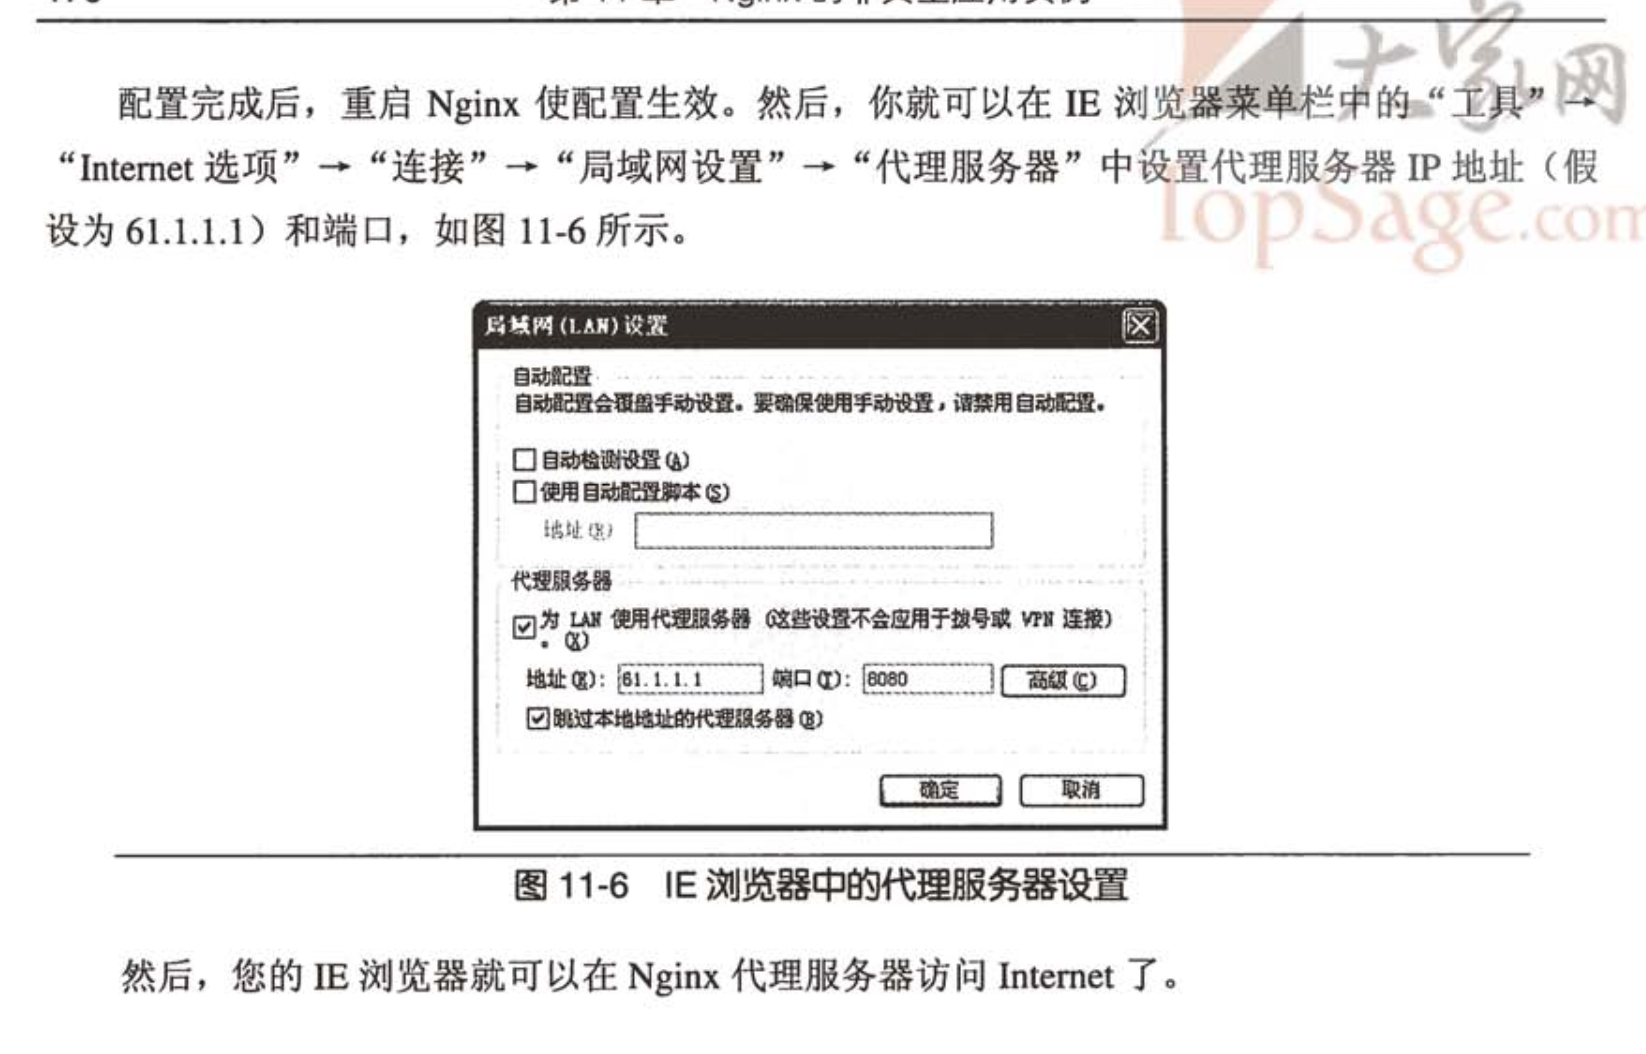 配置完成后，重启 Nginx 使配置生效。然后，你就可以在 IE 浏览器菜单栏中的“工具”→
“Internet 选项”→“连接”→“局域网设置”→“代理服务器”中设置代理服务器 IP 地址（假
设为 61.1.1.1）和端口，如图 11-6 所示。
大家网
TopSage.com
局域网(LAN)设置
自动配置
自动配置会覆盖手动设置。要确保使用手动设置，请禁用自动配置。
自动检测设置(A)
使用自动配置脚本(S)
地址(R)
代理服务器
为 LAN 使用代理服务器（这些设置不会应用于拨号或 VPN 连接）
。(X)
地址(E): 61.1.1.1 端口(T): 8080 高级(C)
跳过本地地址的代理服务器(B)
确定 取消
图 11-6 IE 浏览器中的代理服务器设置
然后，您的 IE 浏览器就可以在 Nginx 代理服务器访问 Internet 了。